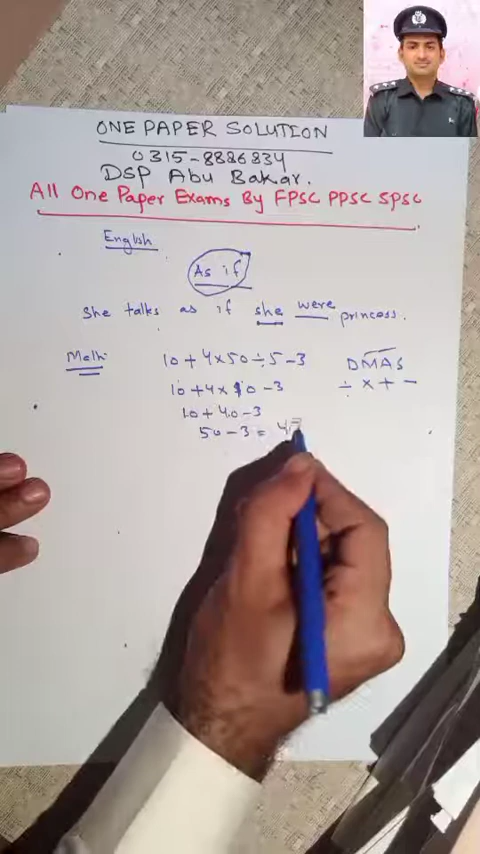 ONE PAPER SOLUTION
0315-8886834
DSP Abu Bakar.
All One Paper Exams By FPSC PPSC SPSC
English
As if
She talks as if she were princess.
Math
10+4×50÷5-3
DMAS
÷ × + -
10+4×10-3
10+40-3
50-3= 47